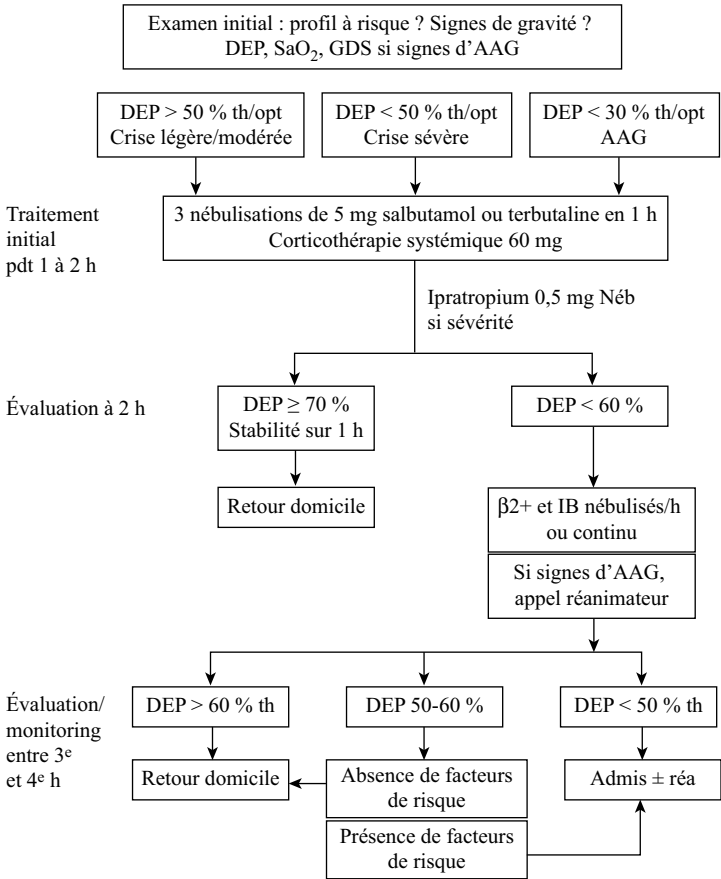 Examen initial : profil à risque ? Signes de gravité ?
DEP, SaO₂, GDS si signes d’AAG
DEP > 50 % th/opt
Crise légère/modérée
DEP < 50 % th/opt
Crise sévère
DEP < 30 % th/opt
AAG
Traitement
initial
pdt 1 à 2 h
3 nébulisations de 5 mg salbutamol ou terbutaline en 1 h
Corticothérapie systémique 60 mg
Ipratropium 0,5 mg Néb
si sévérité
Évaluation à 2 h
DEP ≥ 70 %
Stabilité sur 1 h
DEP < 60 %
Retour domicile
β2+ et IB nébulisés/h
ou continu
Si signes d’AAG,
appel réanimateur
Évaluation/
monitoring
entre 3ᵉ
et 4ᵉ h
DEP > 60 % th
DEP 50-60 %
DEP < 50 % th
Retour domicile
Absence de facteurs
de risque
Admis ± réa
Présence de facteurs
de risque